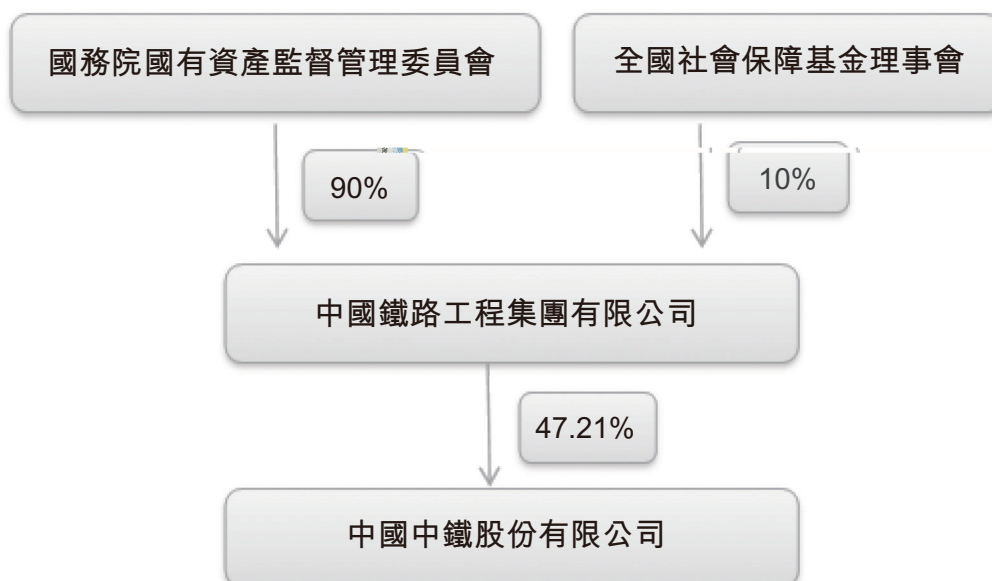 國務院國有資產監督管理委員會
全國社會保障基金理事會
90%
10%
中國鐵路工程集團有限公司
47.21%
中國中鐵股份有限公司